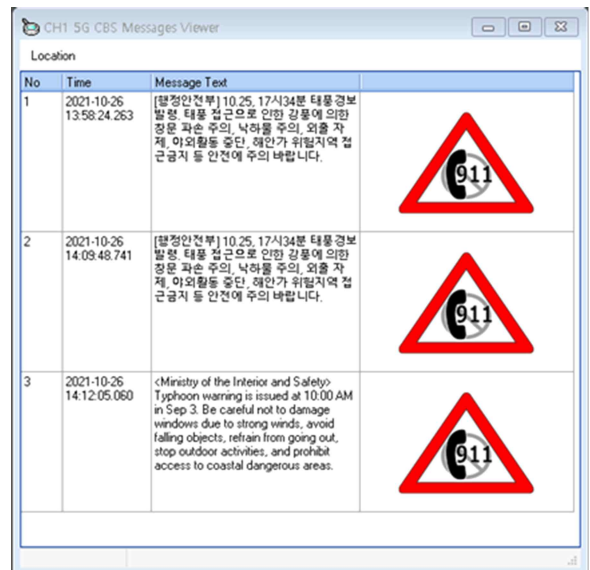 CH1 5G CBS Messages Viewer
Location
No Time Message Text
1 2021-10-26 13:58:24.263
[행정안전부] 10.25, 17시34분 태풍경보
발령. 태풍 접근으로 인한 강풍에 의한
창문 파손 주의, 낙하물 주의, 외출 자
제, 야외활동 중단, 해안가 위험지역 접
근금지 등 안전에 주의 바랍니다.
911
2 2021-10-26 14:09:48.741
[행정안전부] 10.25, 17시34분 태풍경보
발령. 태풍 접근으로 인한 강풍에 의한
창문 파손 주의, 낙하물 주의, 외출 자
제, 야외활동 중단, 해안가 위험지역 접
근금지 등 안전에 주의 바랍니다.
911
3 2021-10-26 14:12:05.060
<Ministry of the Interior and Safety>
Typhoon warning is issued at 10:00 AM
in Sep 3. Be careful not to damage
windows due to strong winds, avoid
falling objects, refrain from going out,
stop outdoor activities, and prohibit
access to coastal dangerous areas.
911